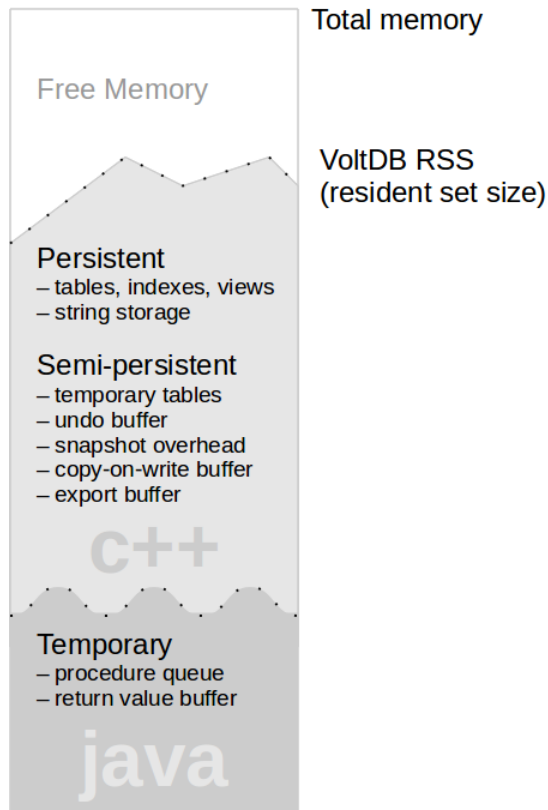 Total memory
Free Memory
VoltDB RSS
(resident set size)
Persistent
– tables, indexes, views
– string storage
Semi-persistent
– temporary tables
– undo buffer
– snapshot overhead
– copy-on-write buffer
– export buffer
c++
Temporary
– procedure queue
– return value buffer
java